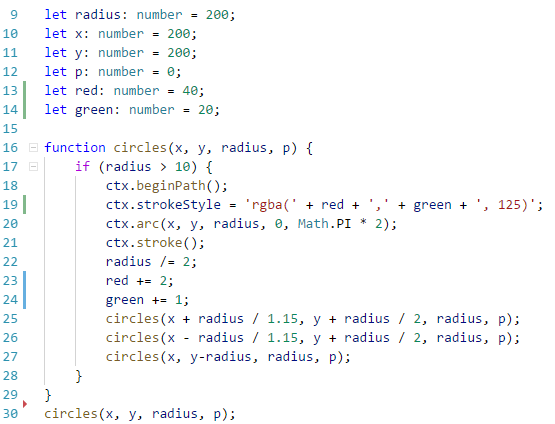 9 let radius: number = 200;
10 let x: number = 200;
11 let y: number = 200;
12 let p: number = 0;
13 let red: number = 40;
14 let green: number = 20;
15
16 function circles(x, y, radius, p) {
17 if (radius > 10) {
18 ctx.beginPath();
19 ctx.strokeStyle = 'rgba(' + red + ',' + green + ', 125)';
20 ctx.arc(x, y, radius, 0, Math.PI * 2);
21 ctx.stroke();
22 radius /= 2;
23 red += 2;
24 green += 1;
25 circles(x + radius / 1.15, y + radius / 2, radius, p);
26 circles(x - radius / 1.15, y + radius / 2, radius, p);
27 circles(x, y-radius, radius, p);
28 }
29 }
30 circles(x, y, radius, p);